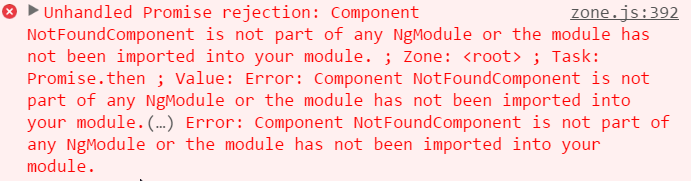 Unhandled Promise rejection: Component zone.js:392
NotFoundComponent is not part of any NgModule or the module has
not been imported into your module. ; Zone: <root> ; Task:
Promise.then ; Value: Error: Component NotFoundComponent is not
part of any NgModule or the module has not been imported into
your module.(…) Error: Component NotFoundComponent is not part of
any NgModule or the module has not been imported into your
module.